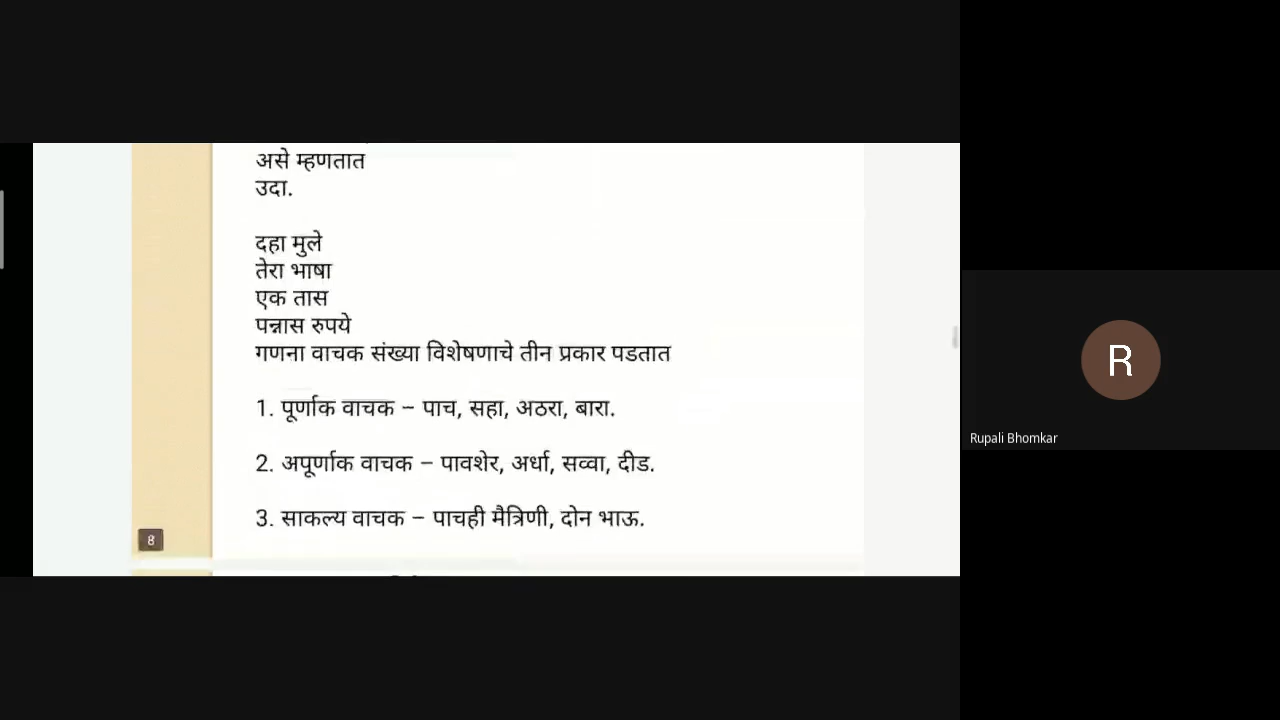 असे म्हणतात
उदा.
दहा मुले
तेरा भाषा
एक तास
पन्नास रुपये
गणना वाचक संख्या विशेषणाचे तीन प्रकार पडतात
1. पूर्णाक वाचक – पाच, सहा, अठरा, बारा.
2. अपूर्णाक वाचक – पावशेर, अर्धा, सव्वा, दीड.
3. साकल्य वाचक – पाचही मैत्रिणी, दोन भाऊ.
8
R
Rupali Bhomkar